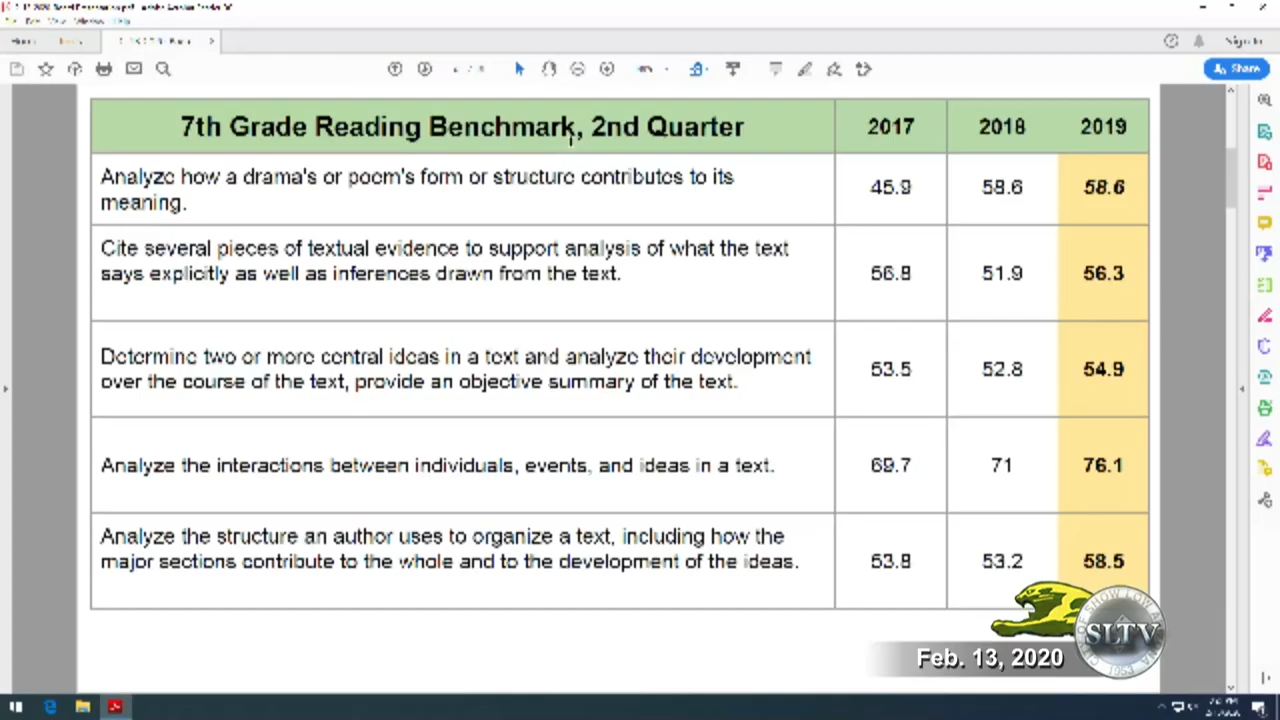 Share
7th Grade Reading Benchmark, 2nd Quarter 2017 2018 2019
Analyze how a drama's or poem's form or structure contributes to its
meaning.
45.9 58.6 58.6
Cite several pieces of textual evidence to support analysis of what the text
says explicitly as well as inferences drawn from the text.
56.8 51.9 56.3
Determine two or more central ideas in a text and analyze their development
over the course of the text, provide an objective summary of the text.
53.5 52.8 54.9
Analyze the interactions between individuals, events, and ideas in a text. 69.7 71 76.1
Analyze the structure an author uses to organize a text, including how the
major sections contribute to the whole and to the development of the ideas.
53.8 53.2 58.5
SLTV
1953
Feb. 13, 2020